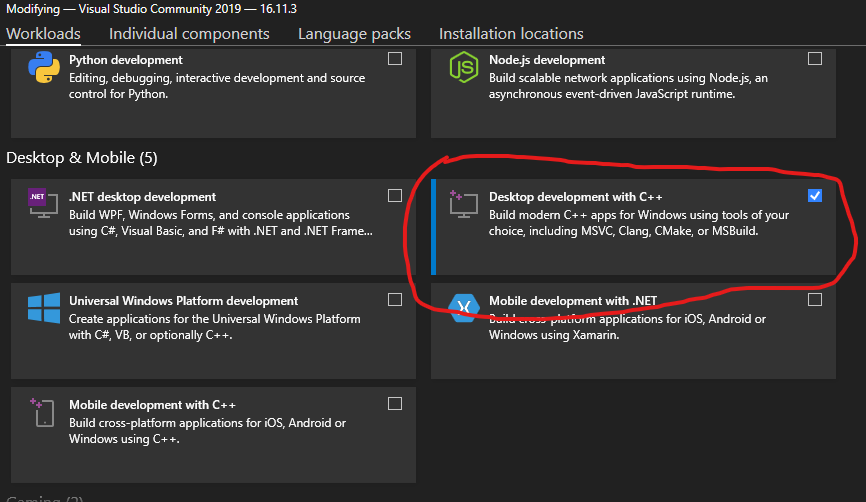 Modifying — Visual Studio Community 2019 — 16.11.3
Workloads Individual components Language packs Installation locations
Python development
Editing, debugging, interactive development and source
control for Python.
Node.js development
Build scalable network applications using Node.js, an
asynchronous event-driven JavaScript runtime.
Desktop & Mobile (5)
.NET
.NET desktop development
Build WPF, Windows Forms, and console applications
using C#, Visual Basic, and F# with .NET and .NET Frame...
Desktop development with C++
Build modern C++ apps for Windows using tools of your
choice, including MSVC, Clang, CMake, or MSBuild.
Universal Windows Platform development
Create applications for the Universal Windows Platform
with C#, VB, or optionally C++.
Mobile development with .NET
Build cross-platform applications for iOS, Android or
Windows using Xamarin.
Mobile development with C++
Build cross-platform applications for iOS, Android or
Windows using C++.
Gaming (2)